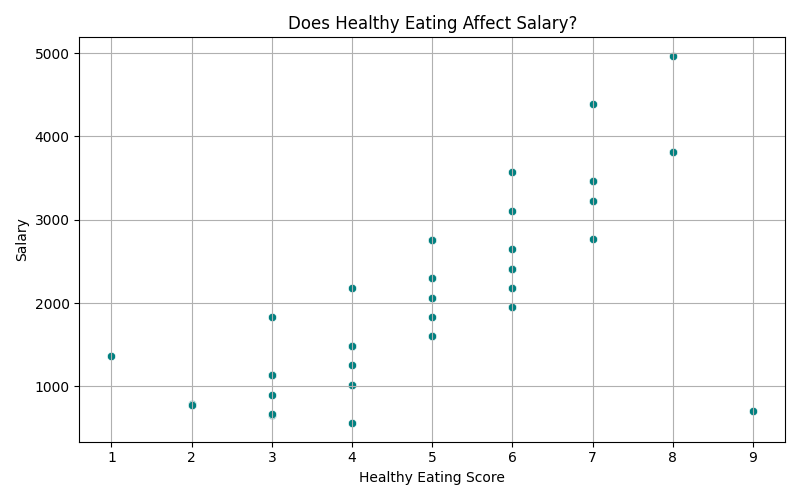 Does Healthy Eating Affect Salary?
5000
4000
3000
2000
1000
Salary
1 2 3 4 5 6 7 8 9
Healthy Eating Score